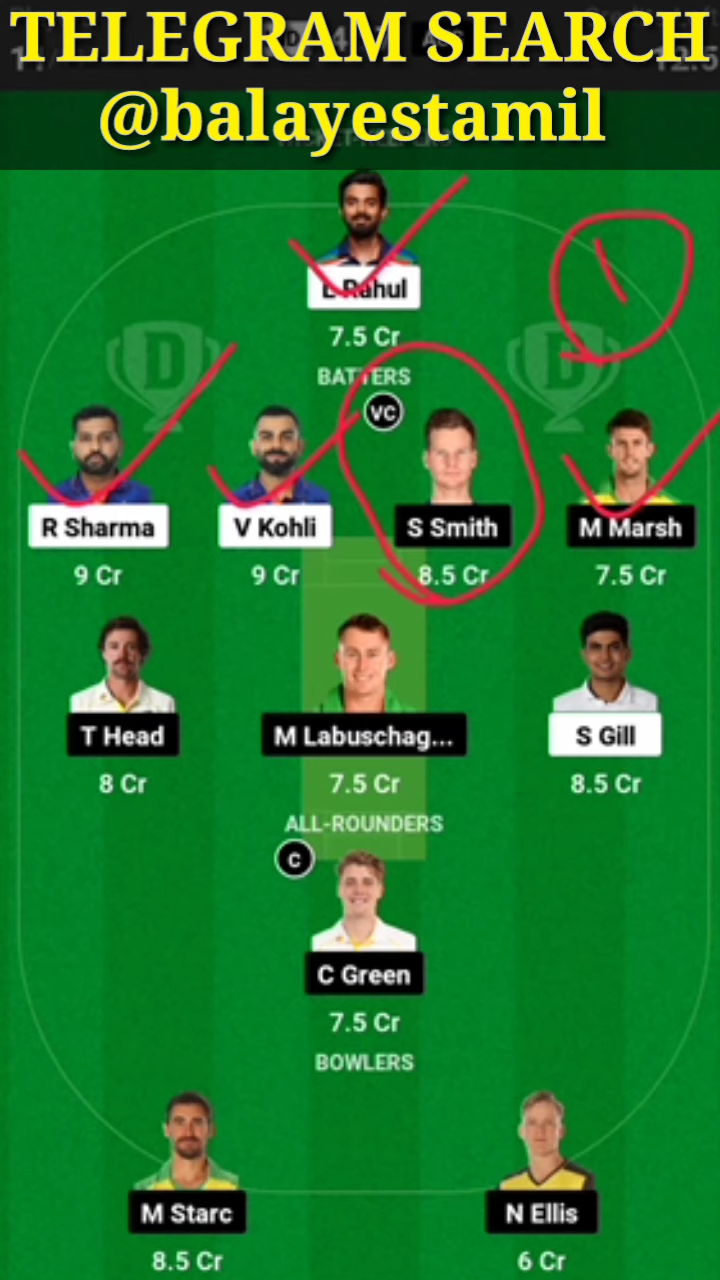 TELEGRAM SEARCH
@balayestamil
L Rahul
7.5 Cr
BATTERS
VC
R Sharma
V Kohli
S Smith
M Marsh
9 Cr
9 Cr
8.5 Cr
7.5 Cr
T Head
M Labuschag...
S Gill
8 Cr
7.5 Cr
8.5 Cr
ALL-ROUNDERS
C
C Green
7.5 Cr
BOWLERS
M Starc
N Ellis
8.5 Cr
6 Cr